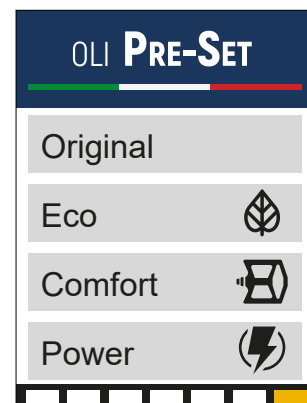 OLI PRE-SET
Original
Eco
Comfort
Power